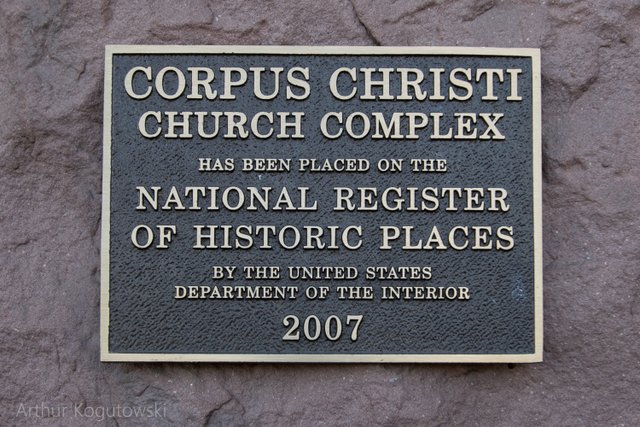 CORPUS CHRISTI
CHURCH COMPLEX
HAS BEEN PLACED ON THE
NATIONAL REGISTER
OF HISTORIC PLACES
BY THE UNITED STATES
DEPARTMENT OF THE INTERIOR
2007
Arthur Kogutowski